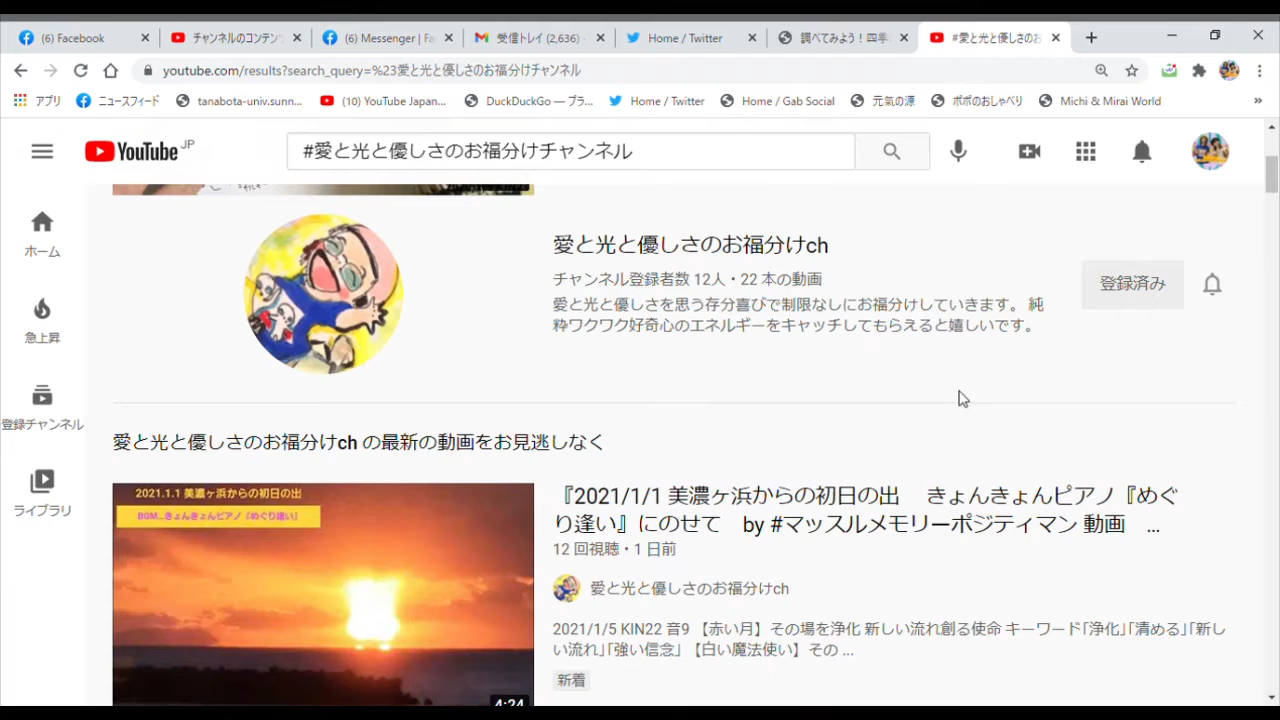 (6) Facebook
チャンネルのコンテンツ
(6) Messenger | Fa
受信トレイ (2,636) -
Home / Twitter
調べてみよう！四季
#愛と光と優しさのお
youtube.com/results?search_query=%23愛と光と優しさのお福分けチャンネル
アプリ
ニュースフィード
tanabota-univ.sunn...
(10) YouTube Japan...
DuckDuckGo — プラ...
Home / Twitter
Home / Gab Social
元気の源
ポポのおしゃべり
Michi & Mirai World
YouTube JP
#愛と光と優しさのお福分けチャンネル
ホーム
急上昇
登録チャンネル
ライブラリ
愛と光と優しさのお福分けch
チャンネル登録者数 12人・22 本の動画
愛と光と優しさを思う存分喜びで制限なしにお福分けしていきます。 純
粋ワクワク好奇心のエネルギーをキャッチしてもらえると嬉しいです。
登録済み
愛と光と優しさのお福分けch の最新の動画をお見逃しなく
2021.1.1 美濃ヶ浜からの初日の出
BGM...きょんきょんピアノ『めぐり逢い』
4:24
『2021/1/1 美濃ヶ浜からの初日の出　きょんきょんピアノ『めぐ
り逢い』にのせて　by #マッスルメモリーポジティマン 動画　...
12 回視聴・1 日前
愛と光と優しさのお福分けch
2021/1/5 KIN22 音9 【赤い月】その場を浄化 新しい流れ創る使命 キーワード｢浄化｣｢清める｣｢新し
い流れ｣｢強い信念」【白い魔法使い】その ...
新着